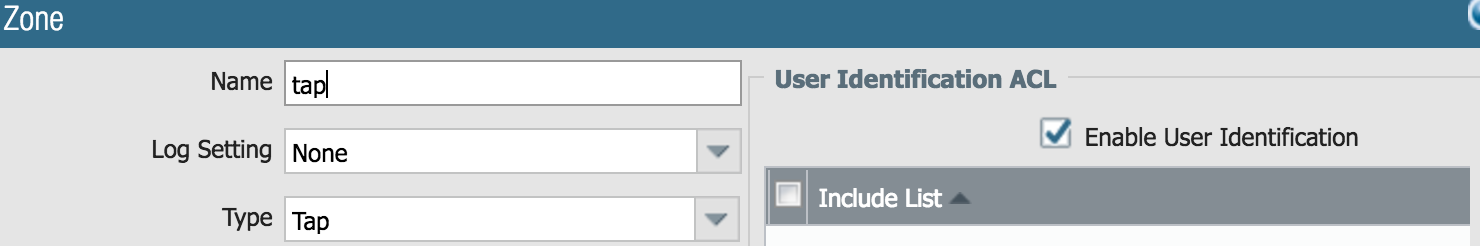 Zone
Name tap
Log Setting None
Type Tap
User Identification ACL
Enable User Identification
Include List